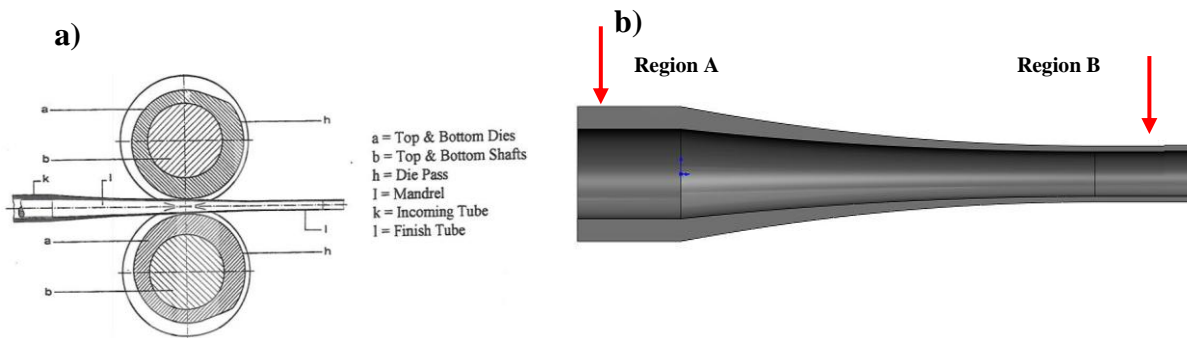 a)
a
h
b
k
l
a
h
b
l
a = Top & Bottom Dies
b = Top & Bottom Shafts
h = Die Pass
I = Mandrel
k = Incoming Tube
l = Finish Tube
b)
Region A
Region B